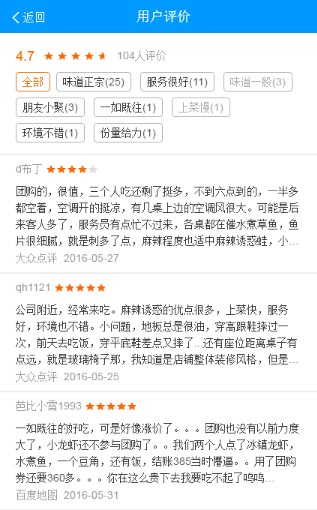 返回 用户评价
4.7 104人评价
全部 味道正宗(25) 服务很好(11) 味道一般(3)
朋友小聚(3) 一如既往(1) 上菜慢(1)
环境不错(1) 份量给力(1)
d布丁
团购的，很值，三个人吃还剩了挺多，不到六点到的，一半多
都空着，空调开的挺凉，有几桌上边的空调风很大。可能是后
来客人多了，服务员有点忙不过来，各桌都在催水煮草鱼，鱼
片很细腻，就是刺多了点，麻辣程度也适中麻辣诱惑蛙，小...
大众点评 2016-05-27
qh1121
公司附近，经常来吃。麻辣诱惑的优点很多，上菜快，服务
好，环境也不错。小问题，地板总是很油，穿高跟鞋摔过一
次，前天去吃饭，穿平底鞋差点又摔了...还有座位距离桌子有
点远，就是玻璃椅子那，我知道是店铺整体装修风格，但是...
大众点评 2016-05-25
芭比小雪1993
一如既往的好吃，可是好像涨价了。。。团购也没有以前力度
大了，小龙虾还不参与团购了。。我们两个人点了冰镇龙虾，
水煮鱼，一个豆角，还有饭，结账385当时懵逼。。用了团购
券还要360多。。。你在这么贵下去我要吃不起了呜呜...
百度地图 2016-05-31